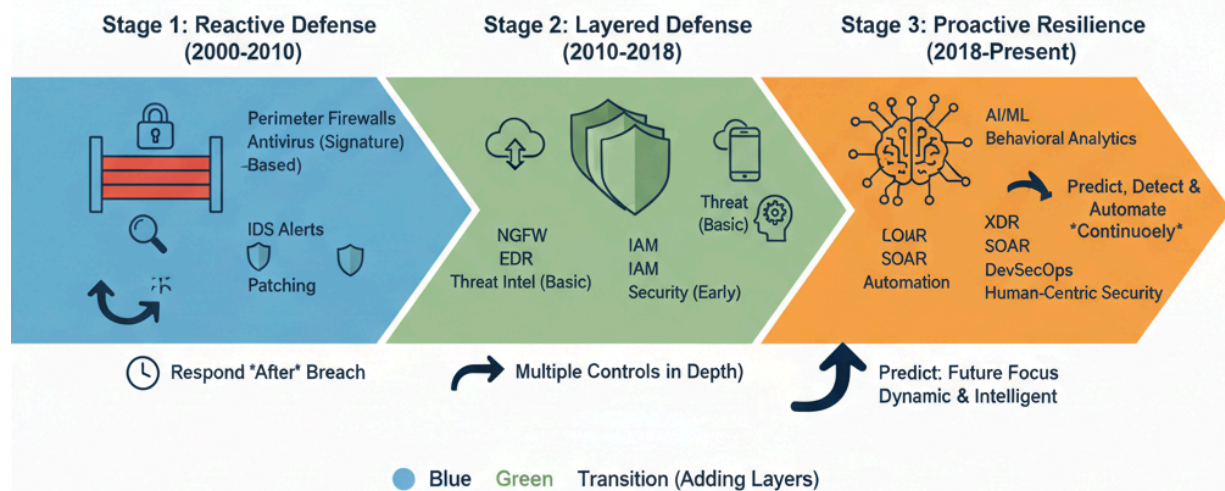 Stage 1: Reactive Defense
(2000-2010)
Perimeter Firewalls
Antivirus (Signature)
-Based)
IDS Alerts
Patching
Respond *After* Breach
Stage 2: Layered Defense
(2010-2018)
NGFW
EDR
Threat Intel (Basic)
IAM
IAM
Security (Early)
Threat
(Basic)
Multiple Controls in Depth)
Stage 3: Proactive Resilience
(2018-Present)
AI/ML
Behavioral Analytics
Predict, Detect &
Automate
*Continuoely*
SOAR
Automation
XDR
SOAR
DevSecOps
Human-Centric Security
Predict: Future Focus
Dynamic & Intelligent
Blue Green Transition (Adding Layers)